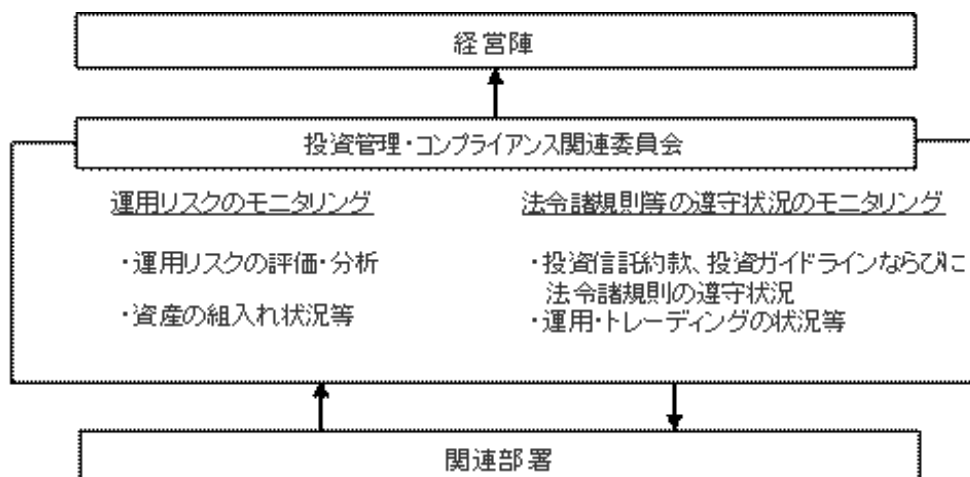 経営陣
投資管理・コンプライアンス関連委員会
運用リスクのモニタリング
・運用リスクの評価・分析
・資産の組入れ状況等
法令諸規則等の遵守状況のモニタリング
・投資信託約款、投資ガイドラインならびに
法令諸規則の遵守状況
・運用・トレーディングの状況等
関連部署